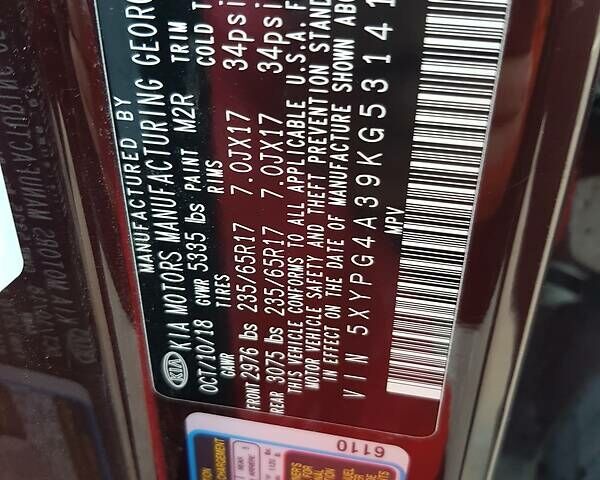 MANUFACTURED BY
KIA MOTORS MANUFACTURING GEORG
KIA
OCT/10/18 GVWR 5335 lbs PAINT M2R TRIM
GAWR TIRES RIMS COLD T
FRONT 2976 lbs 235/65R17 7.0JX17 34psi
REAR 3075 lbs 235/65R17 7.0JX17 34psi
THIS VEHICLE CONFORMS TO ALL APPLICABLE U.S.A. F
MOTOR VEHICLE SAFETY AND THEFT PREVENTION STAND
IN EFFECT ON THE DATE OF MANUFACTURE SHOWN ABO
VIN 5XYPG4A39KG53141
MPV
6110